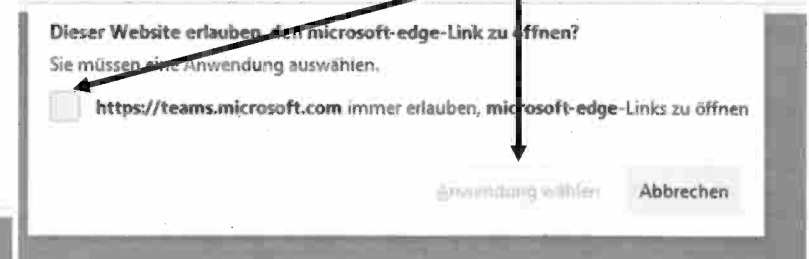 Dieser Website erlauben, den microsoft-edge-Link zu öffnen?
Sie müssen eine Anwendung auswählen.
https://teams.microsoft.com immer erlauben, microsoft-edge-Links zu öffnen
Anwendung wählen Abbrechen